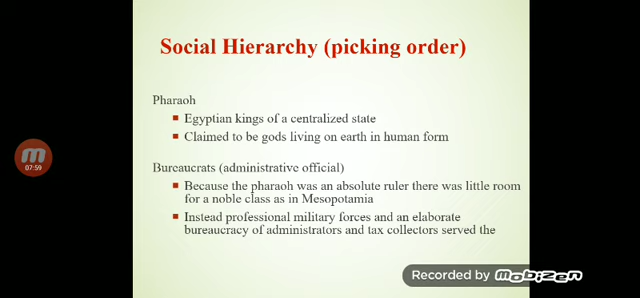 Social Hierarchy (picking order)
Pharaoh
Egyptian kings of a centralized state
Claimed to be gods living on earth in human form
Bureaucrats (administrative official)
Because the pharaoh was an absolute ruler there was little room
for a noble class as in Mesopotamia
Instead professional military forces and an elaborate
bureaucracy of administrators and tax collectors served the
07:59
Recorded by mobizen